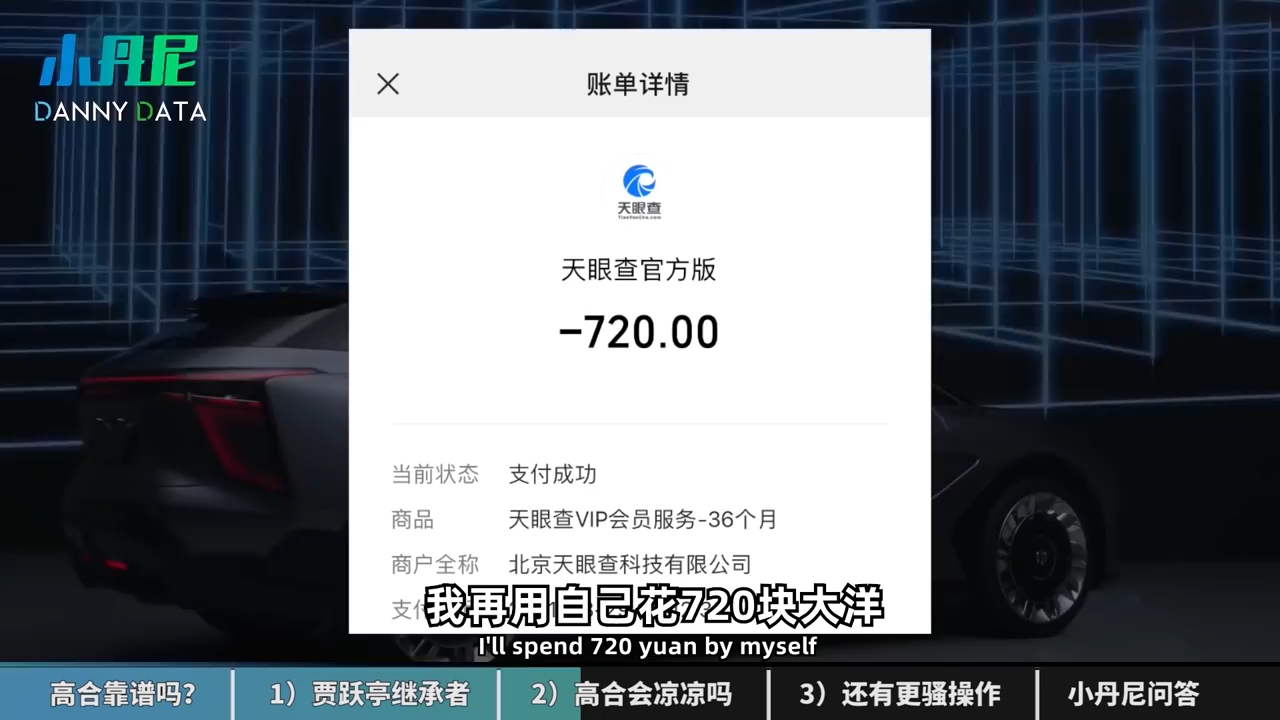 小丹尼
DANNY DATA
账单详情
天眼查
TianYanCha.com
天眼查官方版
-720.00
当前状态 支付成功
商品 天眼查VIP会员服务-36个月
商户全称 北京天眼查科技有限公司
我再用自己花720块大洋
I'll spend 720 yuan by myself
高合靠谱吗?
1）贾跃亭继承者
2）高合会凉凉吗
3）还有更骚操作
小丹尼问答